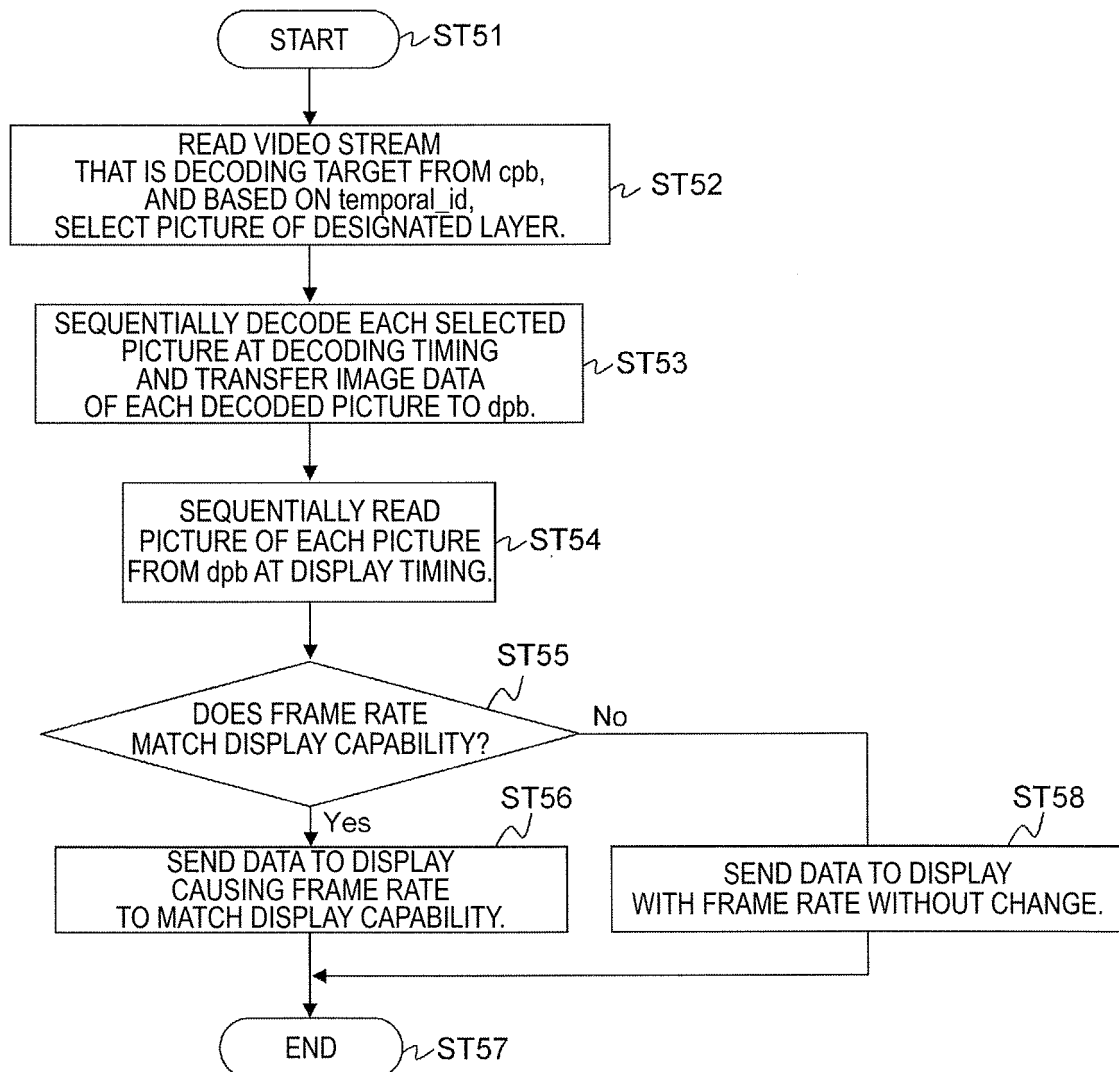 START
ST51
READ VIDEO STREAM
THAT IS DECODING TARGET FROM cpb,
AND BASED ON temporal_id,
SELECT PICTURE OF DESIGNATED LAYER.
ST52
SEQUENTIALLY DECODE EACH SELECTED
PICTURE AT DECODING TIMING
AND TRANSFER IMAGE DATA
OF EACH DECODED PICTURE TO dpb.
ST53
SEQUENTIALLY READ
PICTURE OF EACH PICTURE
FROM dpb AT DISPLAY TIMING.
ST54
ST55
DOES FRAME RATE
MATCH DISPLAY CAPABILITY?
No
Yes
ST56
SEND DATA TO DISPLAY
CAUSING FRAME RATE
TO MATCH DISPLAY CAPABILITY.
ST58
SEND DATA TO DISPLAY
WITH FRAME RATE WITHOUT CHANGE.
END
ST57